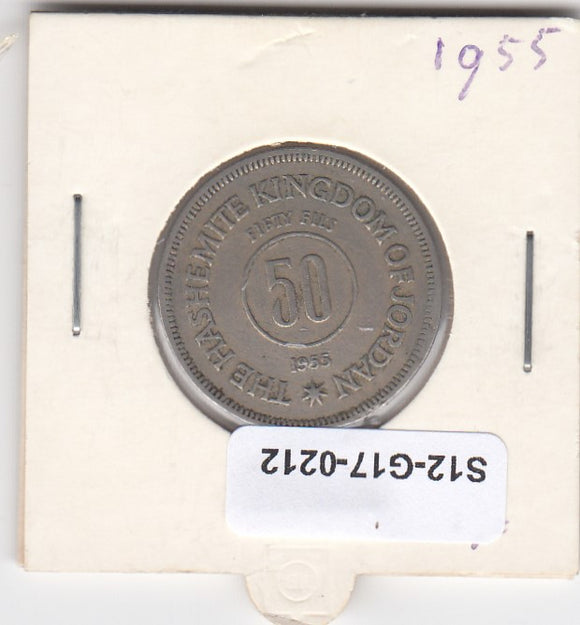 1955
THE HASHEMITE KINGDOM OF JORDAN
FIFTY FILS
50
1955
S12-G17-0212